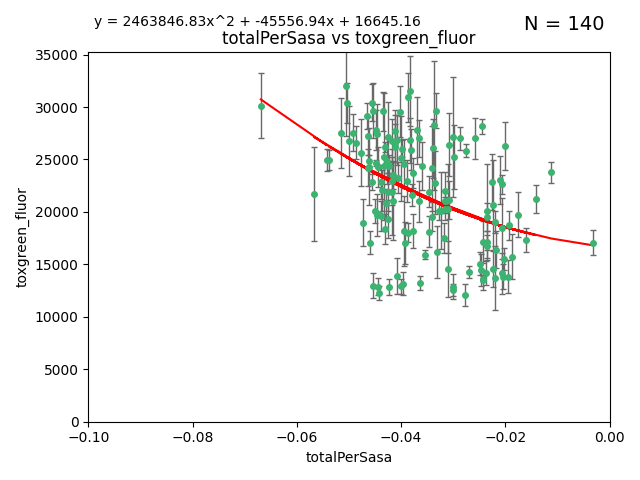 y = 2463846.83x^2 + -45556.94x + 16645.16
N = 140
totalPerSasa vs toxgreen_fluor
35000
30000
25000
20000
15000
10000
5000
0
toxgreen_fluor
−0.10
−0.08
−0.06
−0.04
−0.02
0.00
totalPerSasa